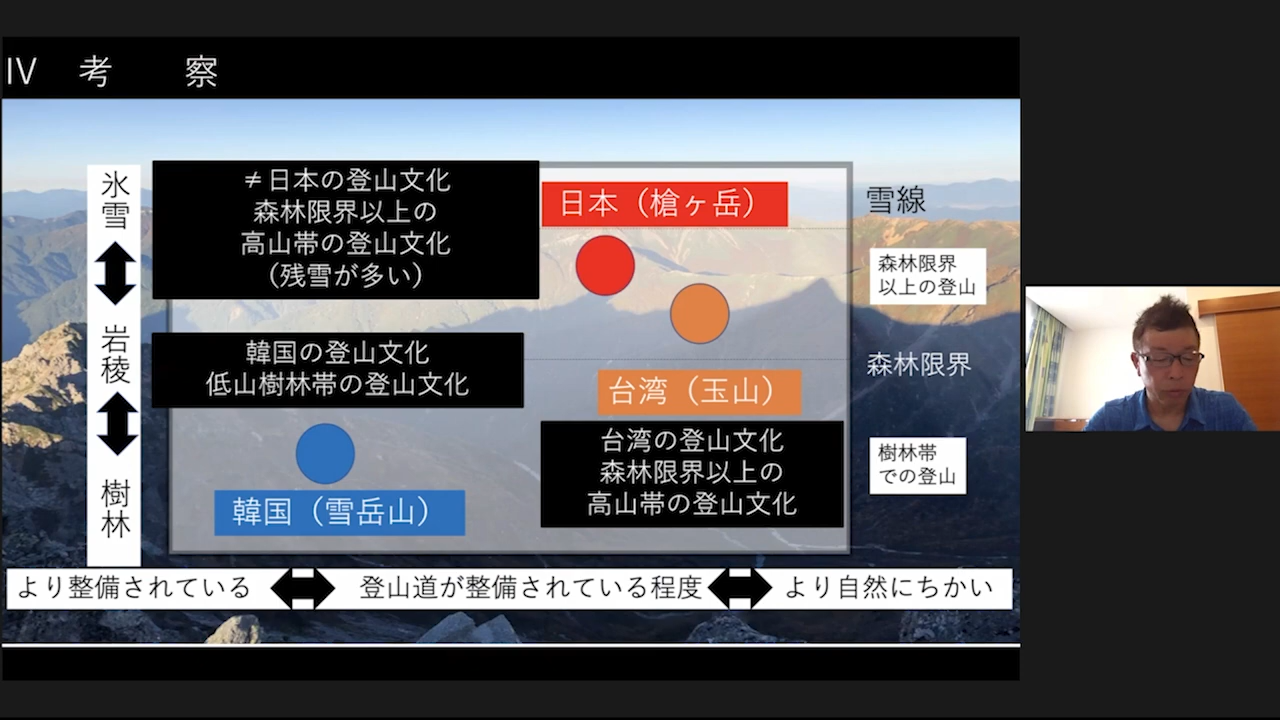 IV 考 察
氷雪
岩稜
樹林
≠日本の登山文化
森林限界以上の
高山帯の登山文化
（残雪が多い）
日本（槍ヶ岳）
雪線
森林限界
以上の登山
韓国の登山文化
低山樹林帯の登山文化
森林限界
台湾（玉山）
台湾の登山文化
森林限界以上の
高山帯の登山文化
樹林帯
での登山
韓国（雪岳山）
より整備されている
登山道が整備されている程度
より自然にちかい